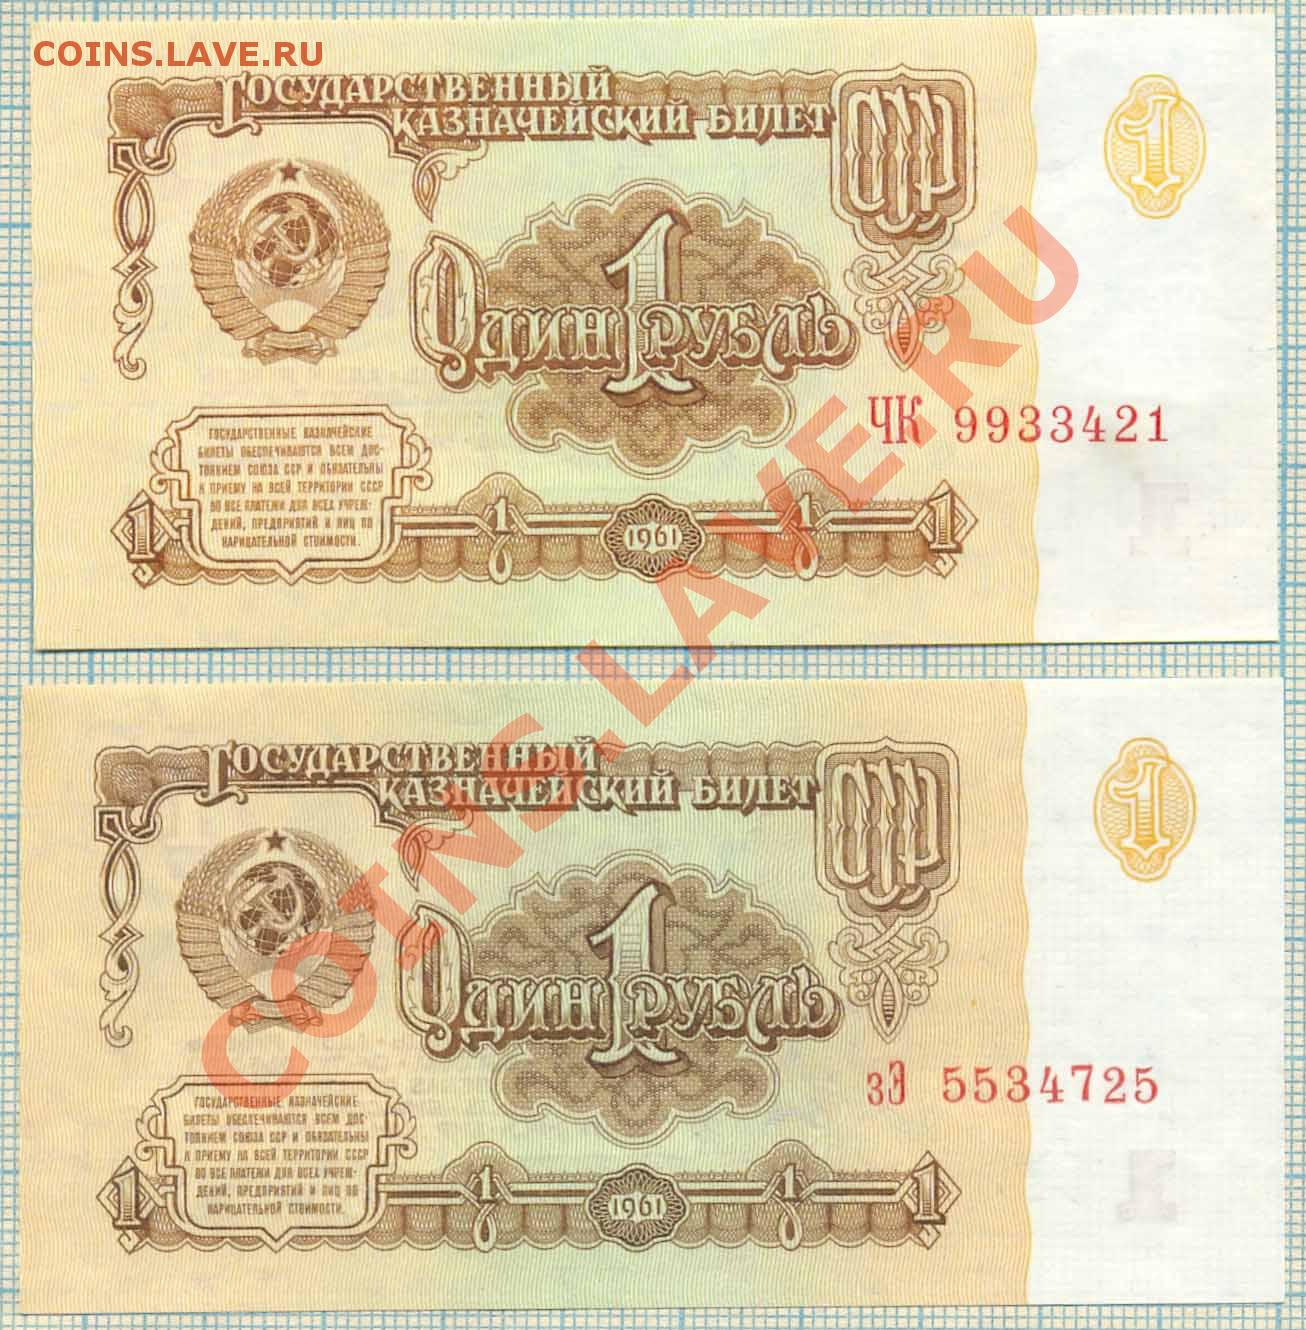 COINS.LAVE.RU
ГОСУДАРСТВЕННЫЙ
КАЗНАЧЕЙСКИЙ БИЛЕТ
СССР
1
1
ОДИН РУБЛЬ
ЧК 9933421
ГОСУДАРСТВЕННЫЕ КАЗНАЧЕЙСКИЕ
БИЛЕТЫ ОБЕСПЕЧИВАЮТСЯ ВСЕМ ДОС-
ТОЯНИЕМ СОЮЗА ССР И ОБЯЗАТЕЛЬНЫ
К ПРИЕМУ НА ВСЕЙ ТЕРРИТОРИИ СССР
ВО ВСЕ ПЛАТЕЖИ ДЛЯ ВСЕХ УЧРЕЖ-
ДЕНИЙ, ПРЕДПРИЯТИЙ И ЛИЦ ПО
НАРИЦАТЕЛЬНОЙ СТОИМОСТИ.
1 1 1961 1 1
COINS.LAVE.RU
ГОСУДАРСТВЕННЫЙ
КАЗНАЧЕЙСКИЙ БИЛЕТ
СССР
1
1
ОДИН РУБЛЬ
зЭ 5534725
ГОСУДАРСТВЕННЫЕ КАЗНАЧЕЙСКИЕ
БИЛЕТЫ ОБЕСПЕЧИВАЮТСЯ ВСЕМ ДОС-
ТОЯНИЕМ СОЮЗА ССР И ОБЯЗАТЕЛЬНЫ
К ПРИЕМУ НА ВСЕЙ ТЕРРИТОРИИ СССР
ВО ВСЕ ПЛАТЕЖИ ДЛЯ ВСЕХ УЧРЕЖ-
ДЕНИЙ, ПРЕДПРИЯТИЙ И ЛИЦ ПО
НАРИЦАТЕЛЬНОЙ СТОИМОСТИ.
1 1 1961 1 1